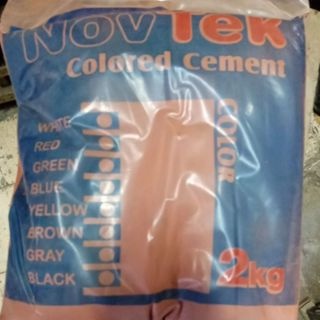 NovTek
Colored Cement
WHITE
RED
GREEN
BLUE
YELLOW
BROWN
GRAY
BLACK
COLOR
2kg